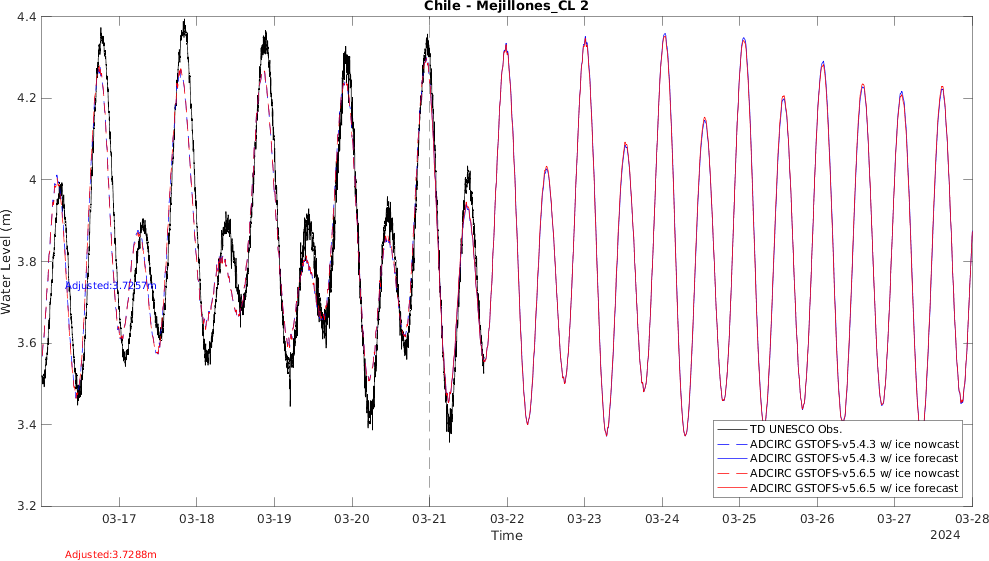 Chile - Mejillones_CL 2
4.4
4.2
4
3.8
3.6
3.4
3.2
Water Level (m)
Adjusted:3.7257m
TD UNESCO Obs.
ADCIRC GSTOFS-v5.4.3 w/ ice nowcast
ADCIRC GSTOFS-v5.4.3 w/ ice forecast
ADCIRC GSTOFS-v5.6.5 w/ ice nowcast
ADCIRC GSTOFS-v5.6.5 w/ ice forecast
03-17 03-18 03-19 03-20 03-21 03-22 03-23 03-24 03-25 03-26 03-27 03-28
Time
2024
Adjusted:3.7288m